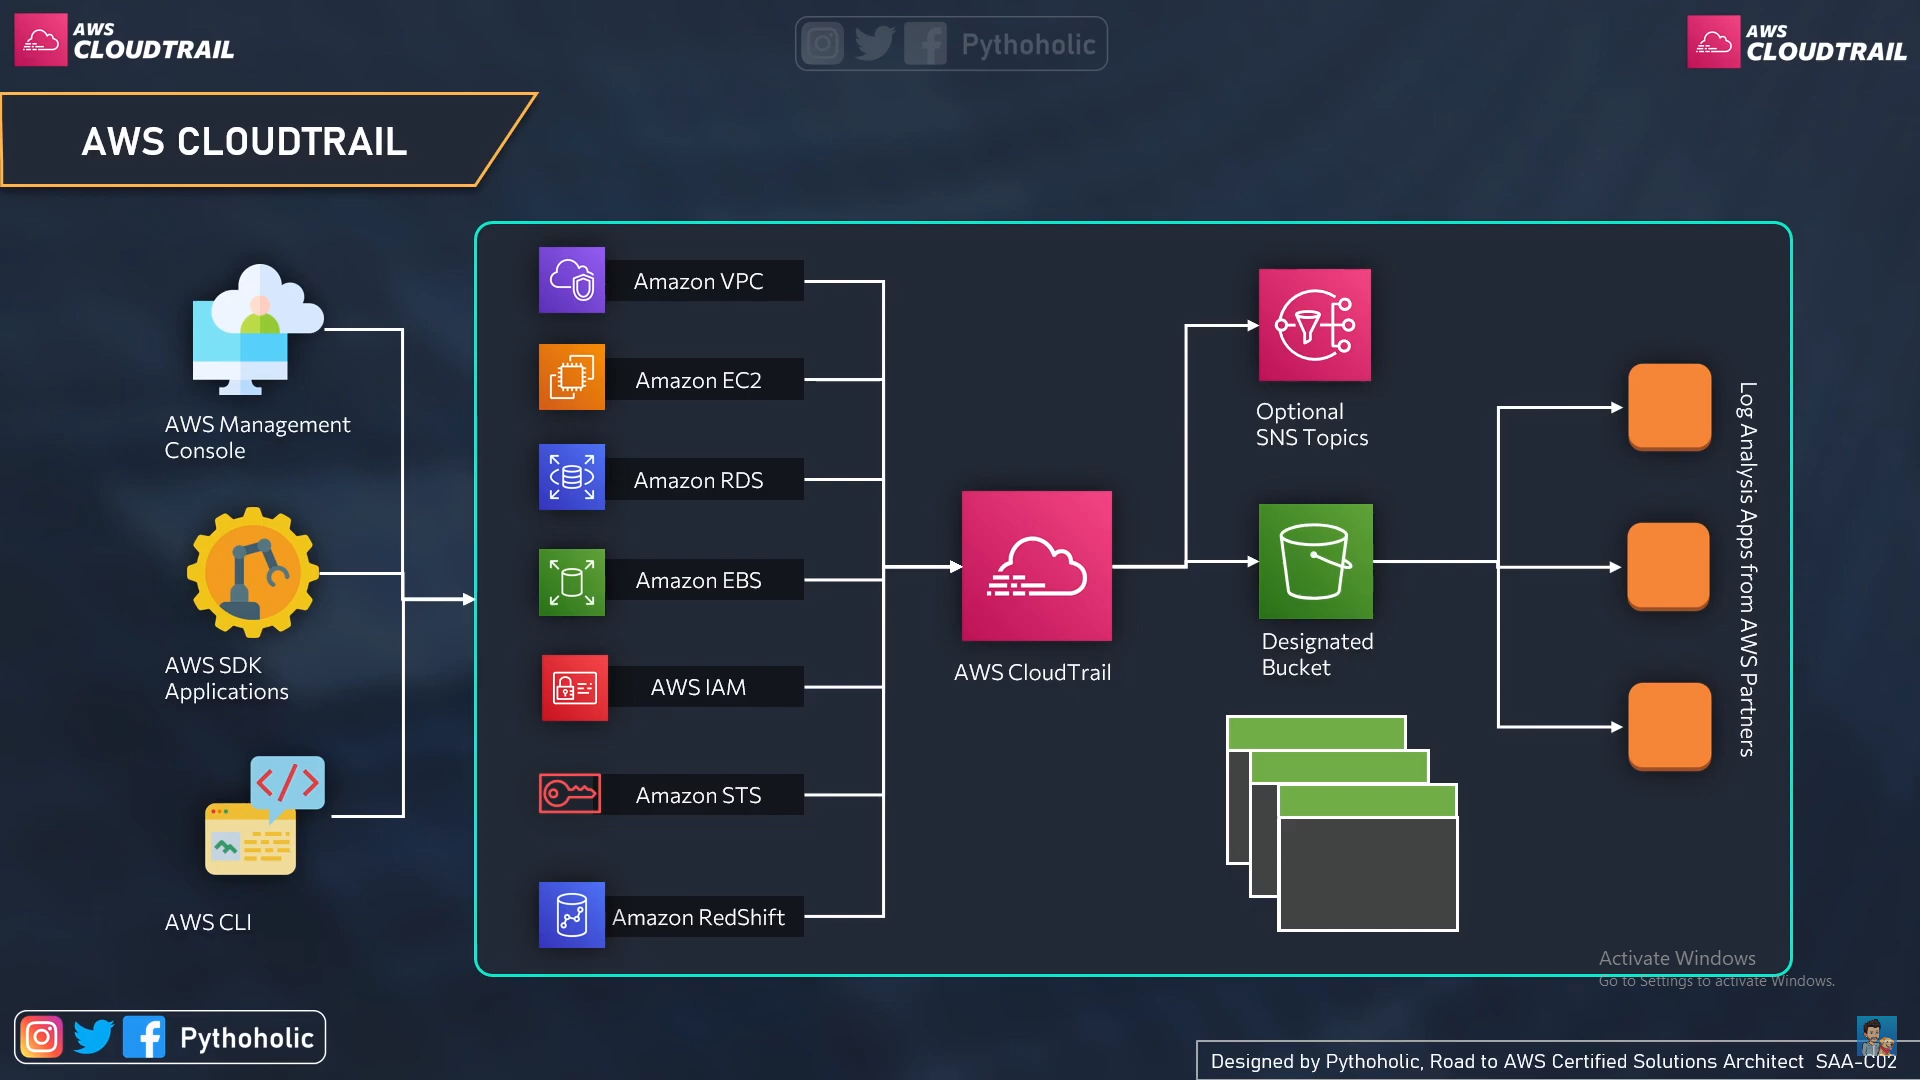 AWS
CLOUDTRAIL
Pythoholic
AWS
CLOUDTRAIL
AWS CLOUDTRAIL
AWS Management
Console
AWS SDK
Applications
AWS CLI
Amazon VPC
Amazon EC2
Amazon RDS
Amazon EBS
AWS IAM
Amazon STS
Amazon RedShift
AWS CloudTrail
Optional
SNS Topics
Designated
Bucket
Log Analysis Apps from AWS Partners
Activate Windows
Go to Settings to activate Windows.
Pythoholic
Designed by Pythoholic, Road to AWS Certified Solutions Architect SAA-C02